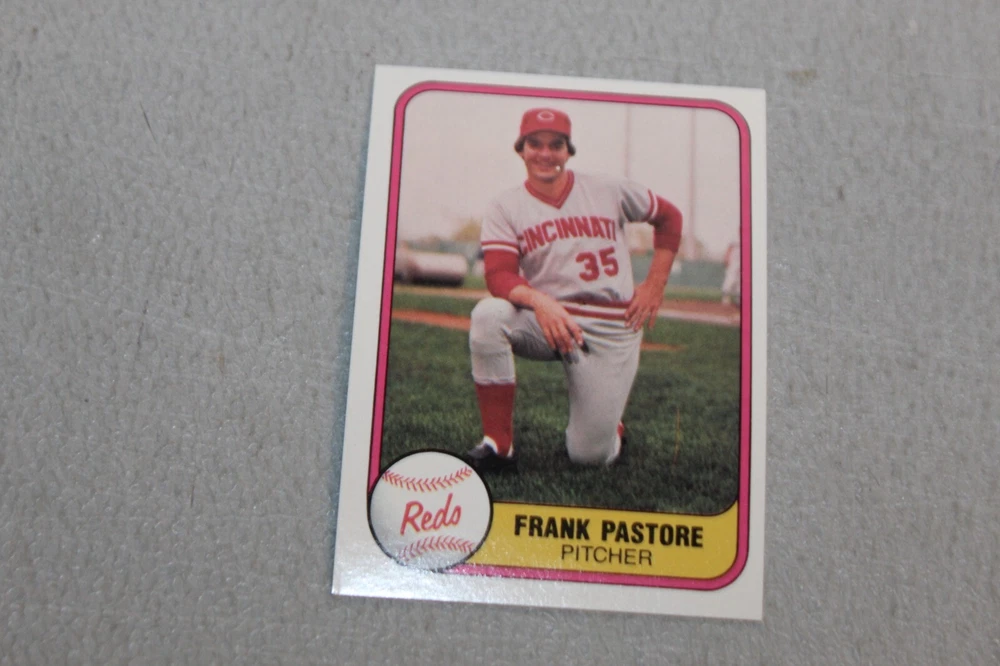 C
CINCINNATI
35
Reds
FRANK PASTORE
PITCHER